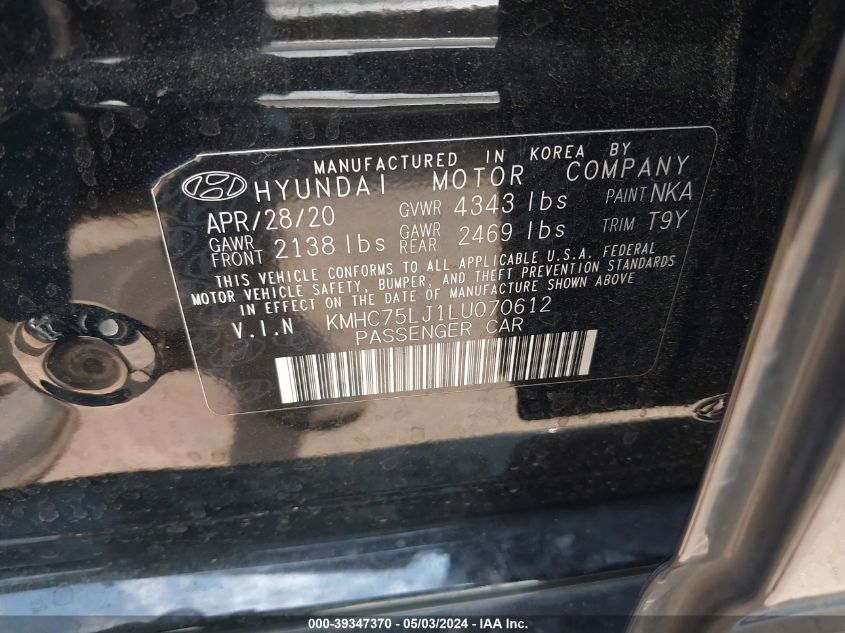 MANUFACTURED IN KOREA BY
HYUNDAI MOTOR COMPANY
APR/28/20 GVWR 4343 lbs PAINT NKA
GAWR FRONT 2138 lbs GAWR REAR 2469 lbs TRIM T9Y
THIS VEHICLE CONFORMS TO ALL APPLICABLE U.S.A. FEDERAL
MOTOR VEHICLE SAFETY, BUMPER, AND THEFT PREVENTION STANDARDS
IN EFFECT ON THE DATE OF MANUFACTURE SHOWN ABOVE
V.I.N KMHC75LJ1LU070612
PASSENGER CAR
000-39347370 - 05/03/2024 - IAA Inc.